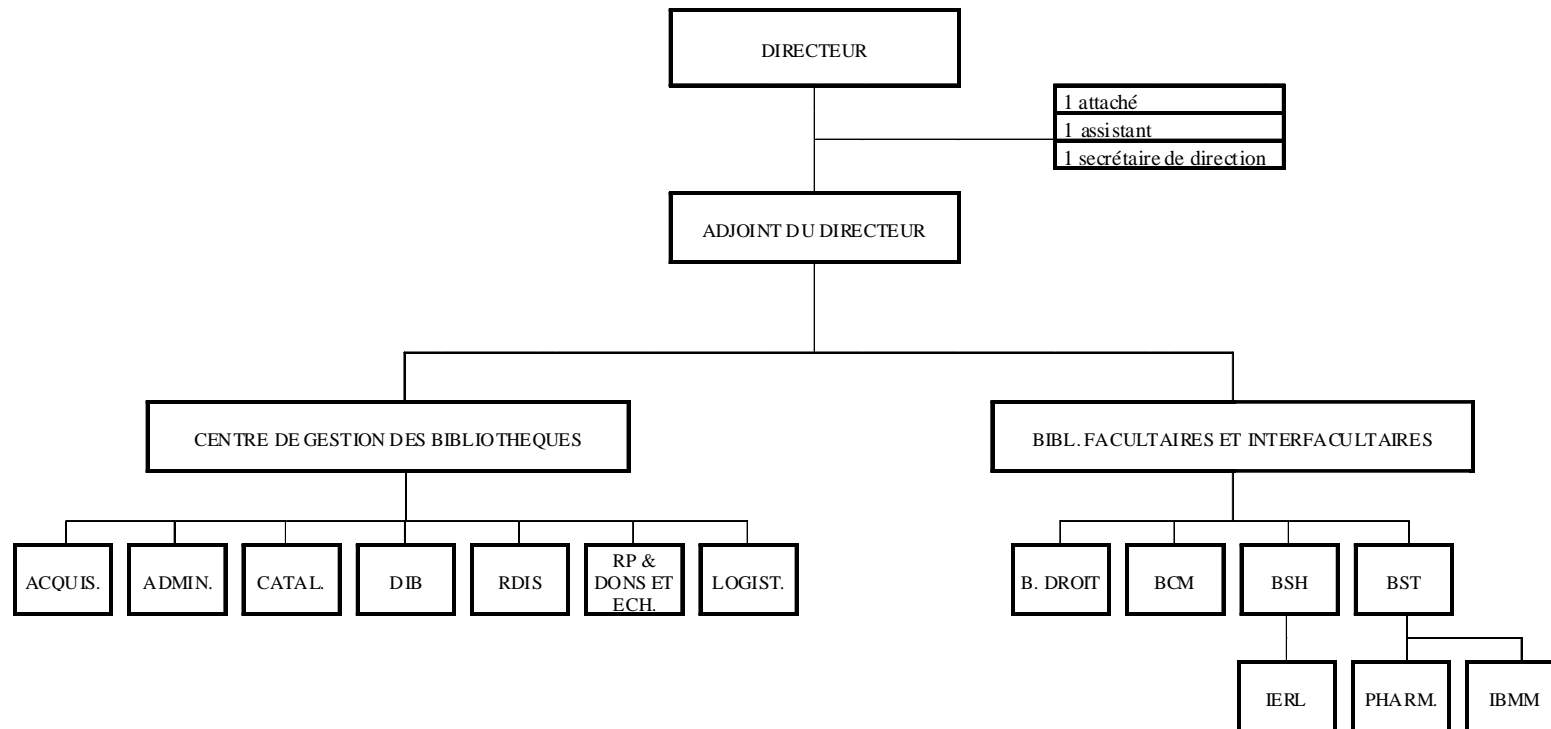 DIRECTEUR
1 attaché
1 assistant
1 secrétaire de direction
ADJOINT DU DIRECTEUR
CENTRE DE GESTION DES BIBLIOTHEQUES
BIBL. FACULTAIRES ET INTERFACULTAIRES
ACQUIS.
ADMIN.
CATAL.
DIB
RDIS
RP &
DONS ET
ECH.
LOGIST.
B. DROIT
BCM
BSH
BST
IERL
PHARM.
IBMM